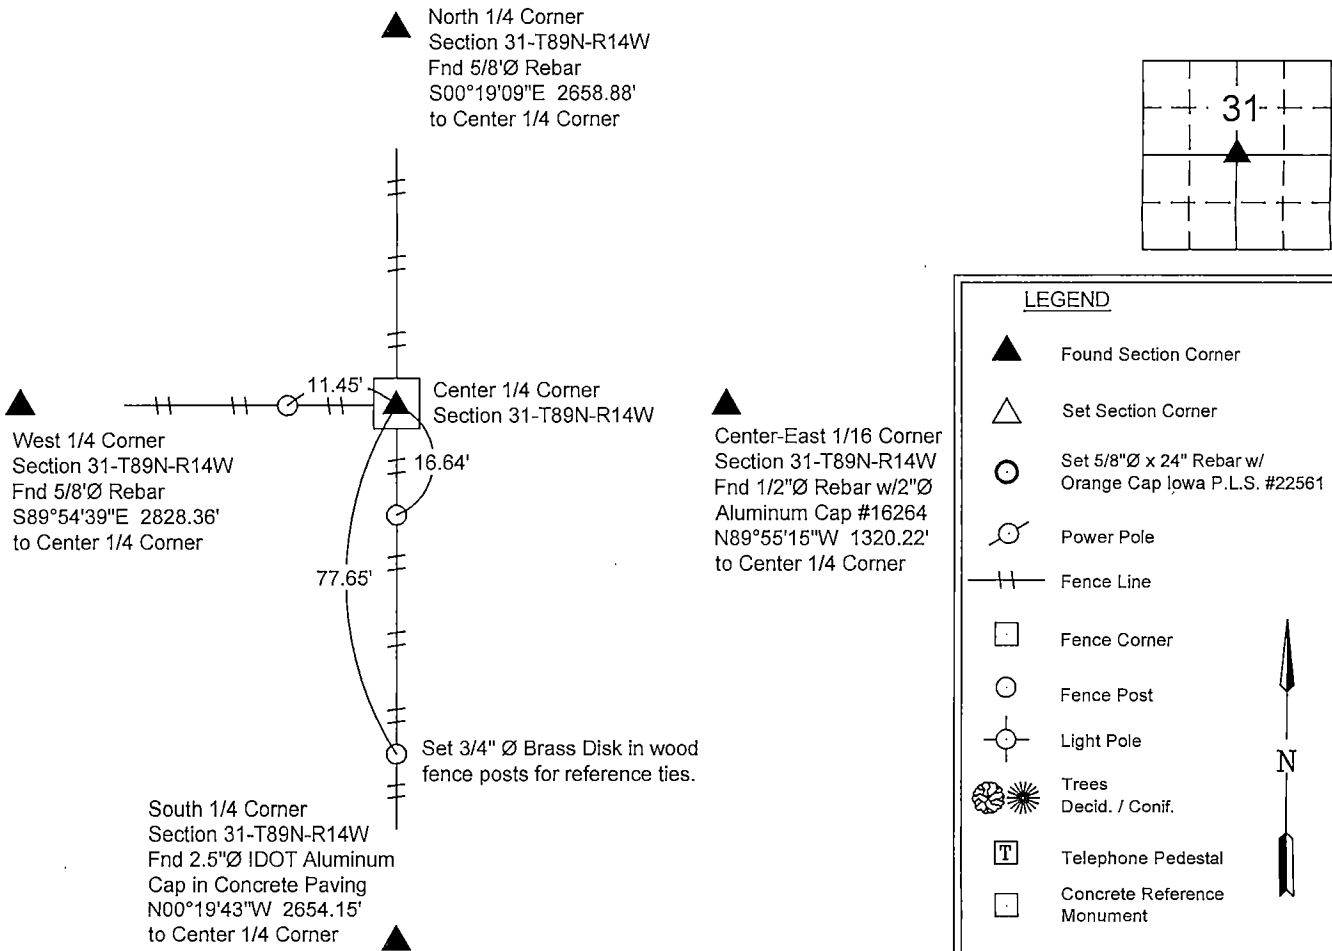 North 1/4 Corner
Section 31-T89N-R14W
Fnd 5/8'Ø Rebar
S00°19'09"E 2658.88'
to Center 1/4 Corner
31
11.45'
Center 1/4 Corner
Section 31-T89N-R14W
West 1/4 Corner
Section 31-T89N-R14W
Fnd 5/8'Ø Rebar
S89°54'39"E 2828.36'
to Center 1/4 Corner
16.64'
77.65'
Center-East 1/16 Corner
Section 31-T89N-R14W
Fnd 1/2"Ø Rebar w/2"Ø
Aluminum Cap #16264
N89°55'15"W 1320.22'
to Center 1/4 Corner
Set 3/4" Ø Brass Disk in wood
fence posts for reference ties.
South 1/4 Corner
Section 31-T89N-R14W
Fnd 2.5"Ø IDOT Aluminum
Cap in Concrete Paving
N00°19'43"W 2654.15'
to Center 1/4 Corner
LEGEND
Found Section Corner
Set Section Corner
Set 5/8"Ø x 24" Rebar w/
Orange Cap Iowa P.L.S. #22561
Power Pole
Fence Line
Fence Corner
Fence Post
Light Pole
Trees
Decid. / Conif.
T
Telephone Pedestal
Concrete Reference
Monument
N